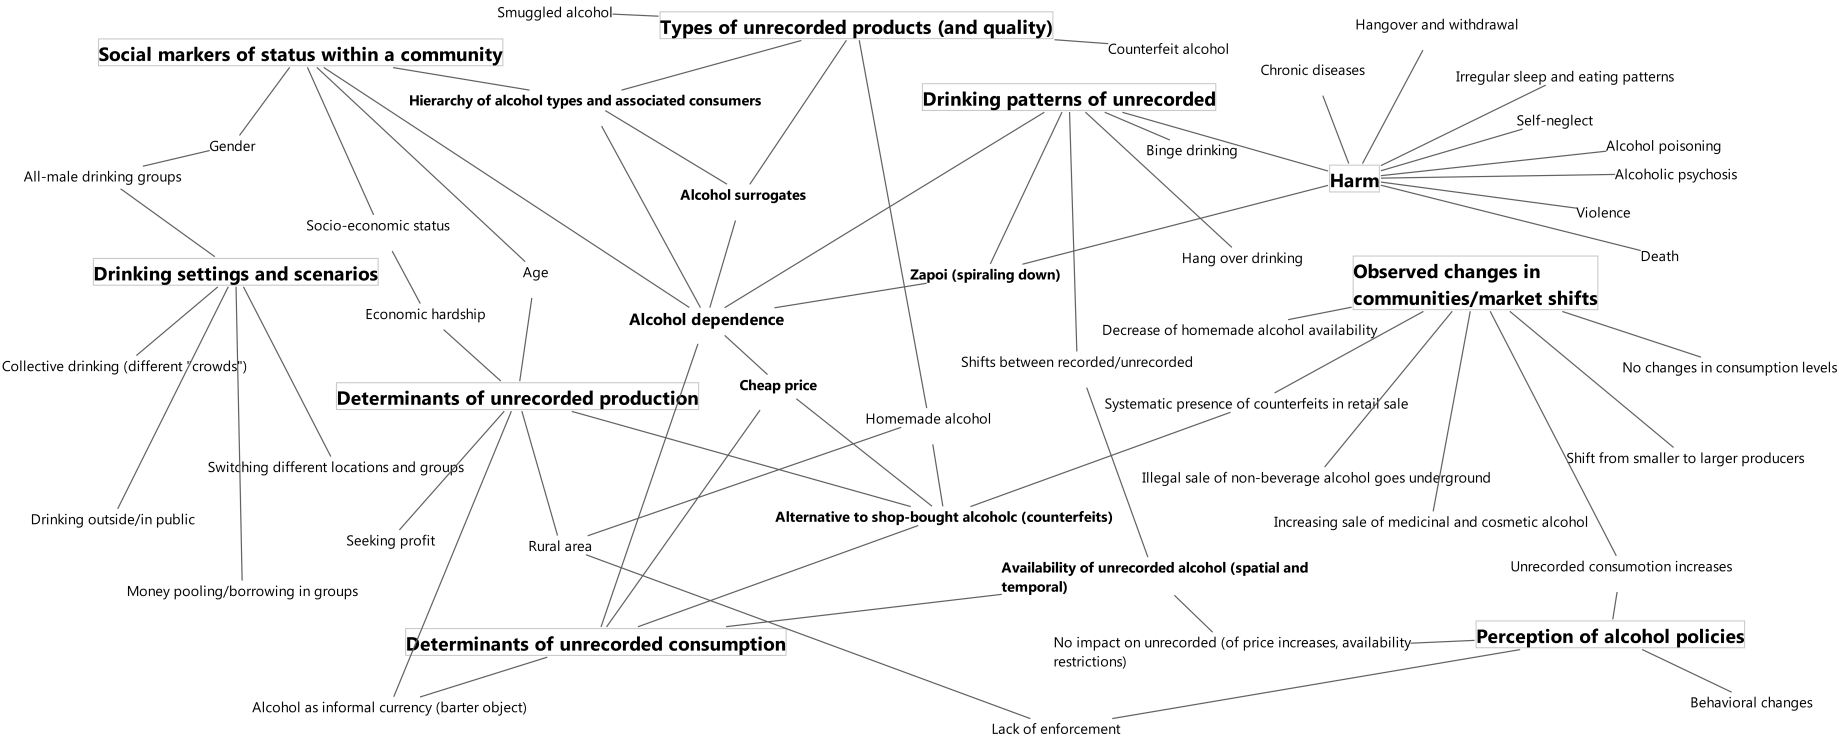 Smuggled alcohol
Types of unrecorded products (and quality)
Hangover and withdrawal
Social markers of status within a community
Counterfeit alcohol
Chronic diseases
Irregular sleep and eating patterns
Hierarchy of alcohol types and associated consumers
Drinking patterns of unrecorded
Self-neglect
Gender
Binge drinking
Alcohol poisoning
All-male drinking groups
Alcohol surrogates
Harm
Alcoholic psychosis
Violence
Socio-economic status
Drinking settings and scenarios
Age
Zapoi (spiraling down)
Hang over drinking
Death
Observed changes in
communities/market shifts
Economic hardship
Alcohol dependence
Decrease of homemade alcohol availability
Collective drinking (different "crowds")
Shifts between recorded/unrecorded
No changes in consumption levels
Determinants of unrecorded production
Cheap price
Homemade alcohol
Systematic presence of counterfeits in retail sale
Switching different locations and groups
Illegal sale of non-beverage alcohol goes underground
Shift from smaller to larger producers
Drinking outside/in public
Seeking profit
Rural area
Alternative to shop-bought alcoholc (counterfeits)
Increasing sale of medicinal and cosmetic alcohol
Money pooling/borrowing in groups
Availability of unrecorded alcohol (spatial and
temporal)
Unrecorded consumotion increases
Determinants of unrecorded consumption
No impact on unrecorded (of price increases, availability
restrictions)
Perception of alcohol policies
Alcohol as informal currency (barter object)
Lack of enforcement
Behavioral changes